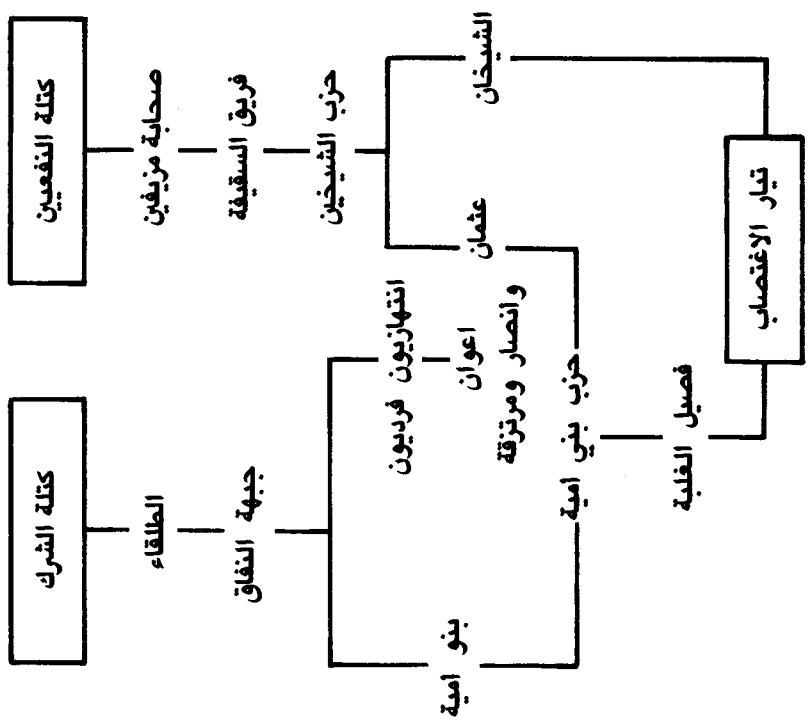 كتلة النفعيين
صحابة مزيفين
فريق السقيفة
حزب الشيخين
الشيخان
عثمان
كتلة الشرك
الطلقاء
جبهة النفاق
انتهازيون فرديون
اعوان
وانصار ومرتزقة
بنو امية
حزب بني امية
فصيل الغلبة
تيار الاغتصاب